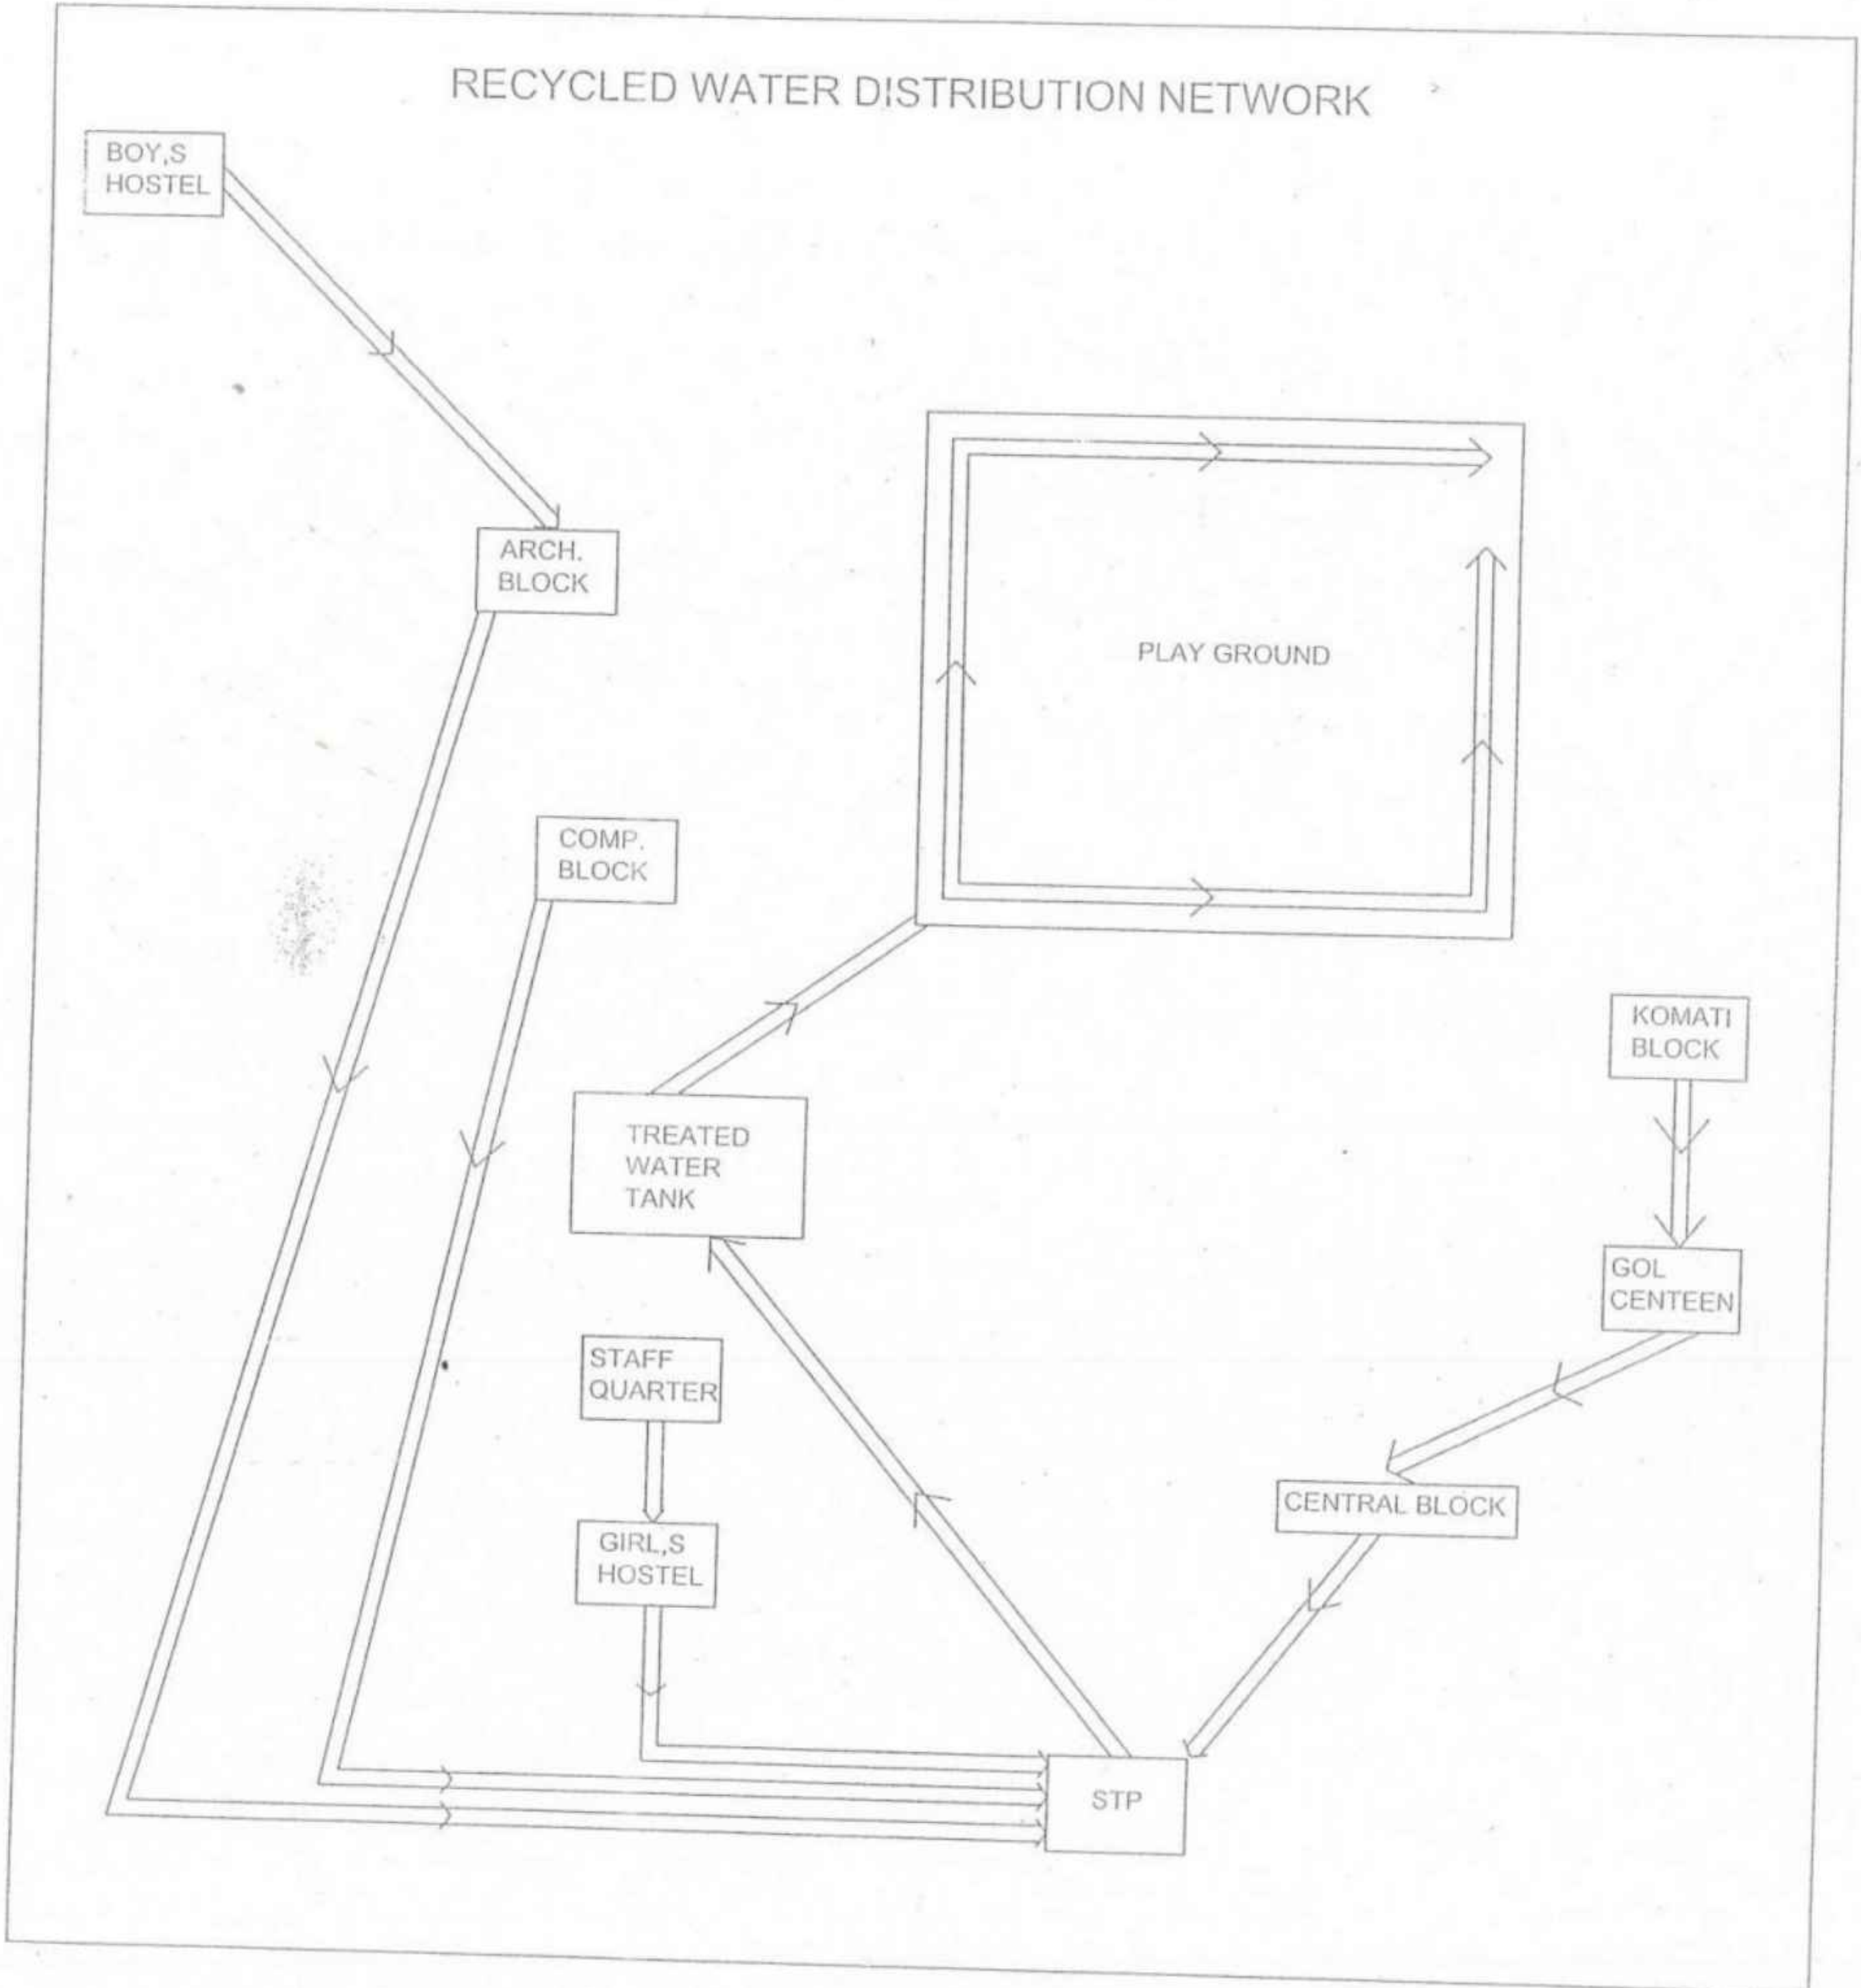 RECYCLED WATER DISTRIBUTION NETWORK
BOY,S
HOSTEL
ARCH.
BLOCK
PLAY GROUND
COMP.
BLOCK
KOMATI
BLOCK
TREATED
WATER
TANK
GOL
CENTEEN
STAFF
QUARTER
CENTRAL BLOCK
GIRL,S
HOSTEL
STP